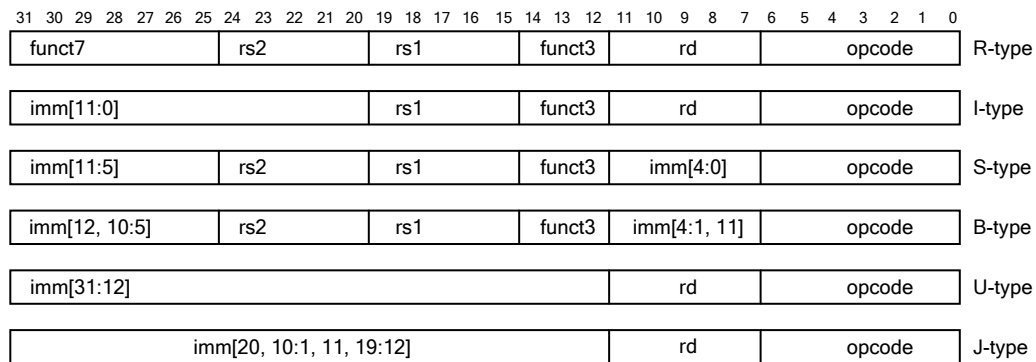 31 30 29 28 27 26 25 24 23 22 21 20 19 18 17 16 15 14 13 12 11 10 9 8 7 6 5 4 3 2 1 0
funct7 rs2 rs1 funct3 rd opcode R-type
imm[11:0] rs1 funct3 rd opcode I-type
imm[11:5] rs2 rs1 funct3 imm[4:0] opcode S-type
imm[12, 10:5] rs2 rs1 funct3 imm[4:1, 11] opcode B-type
imm[31:12] rd opcode U-type
imm[20, 10:1, 11, 19:12] rd opcode J-type